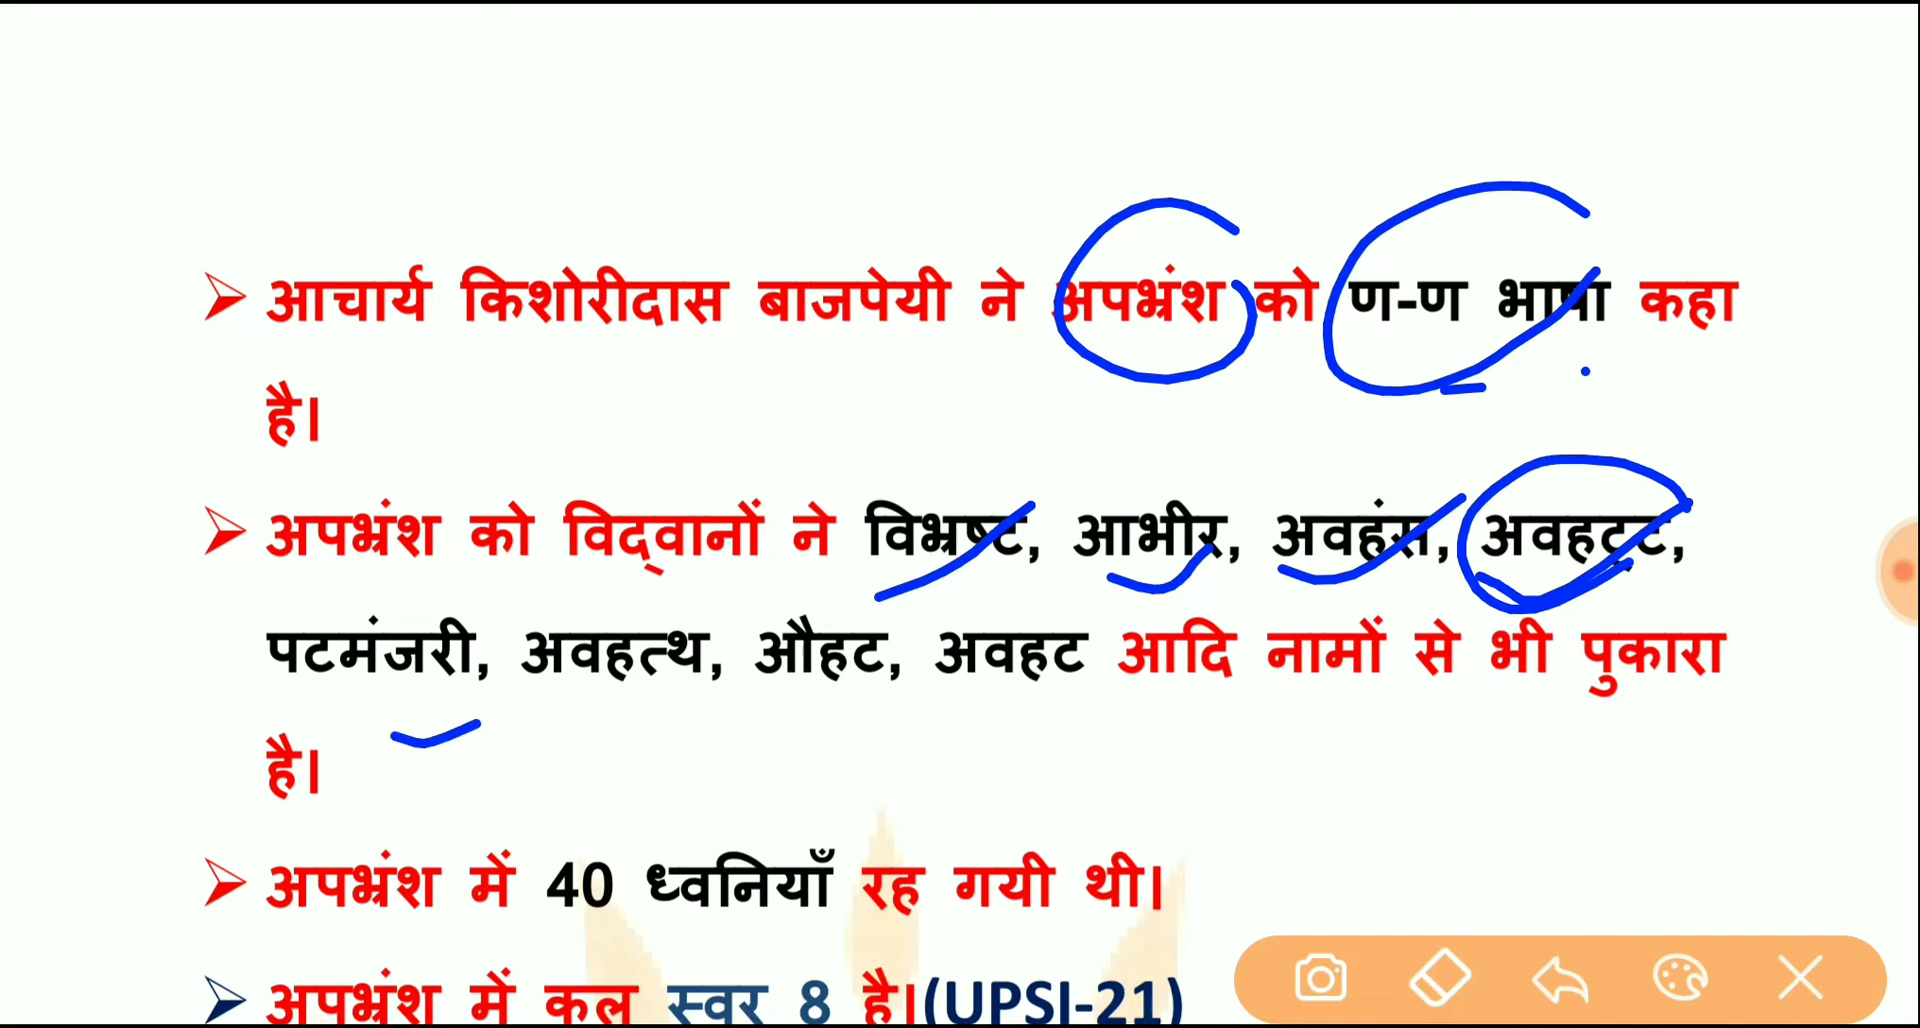 ➢ आचार्य किशोरीदास बाजपेयी ने अपभ्रंश को ण-ण भाषा कहा
है।
➢ अपभ्रंश को विद्‌वानों ने विभ्रष्ट, आभीर, अवहंस, अवहट्ट,
पटमंजरी, अवहत्थ, औहट, अवहट आदि नामों से भी पुकारा
है।
➢ अपभ्रंश में 40 ध्वनियाँ रह गयी थी।
➢ अपभ्रंश में कुल स्वर 8 है।(UPSI-21)